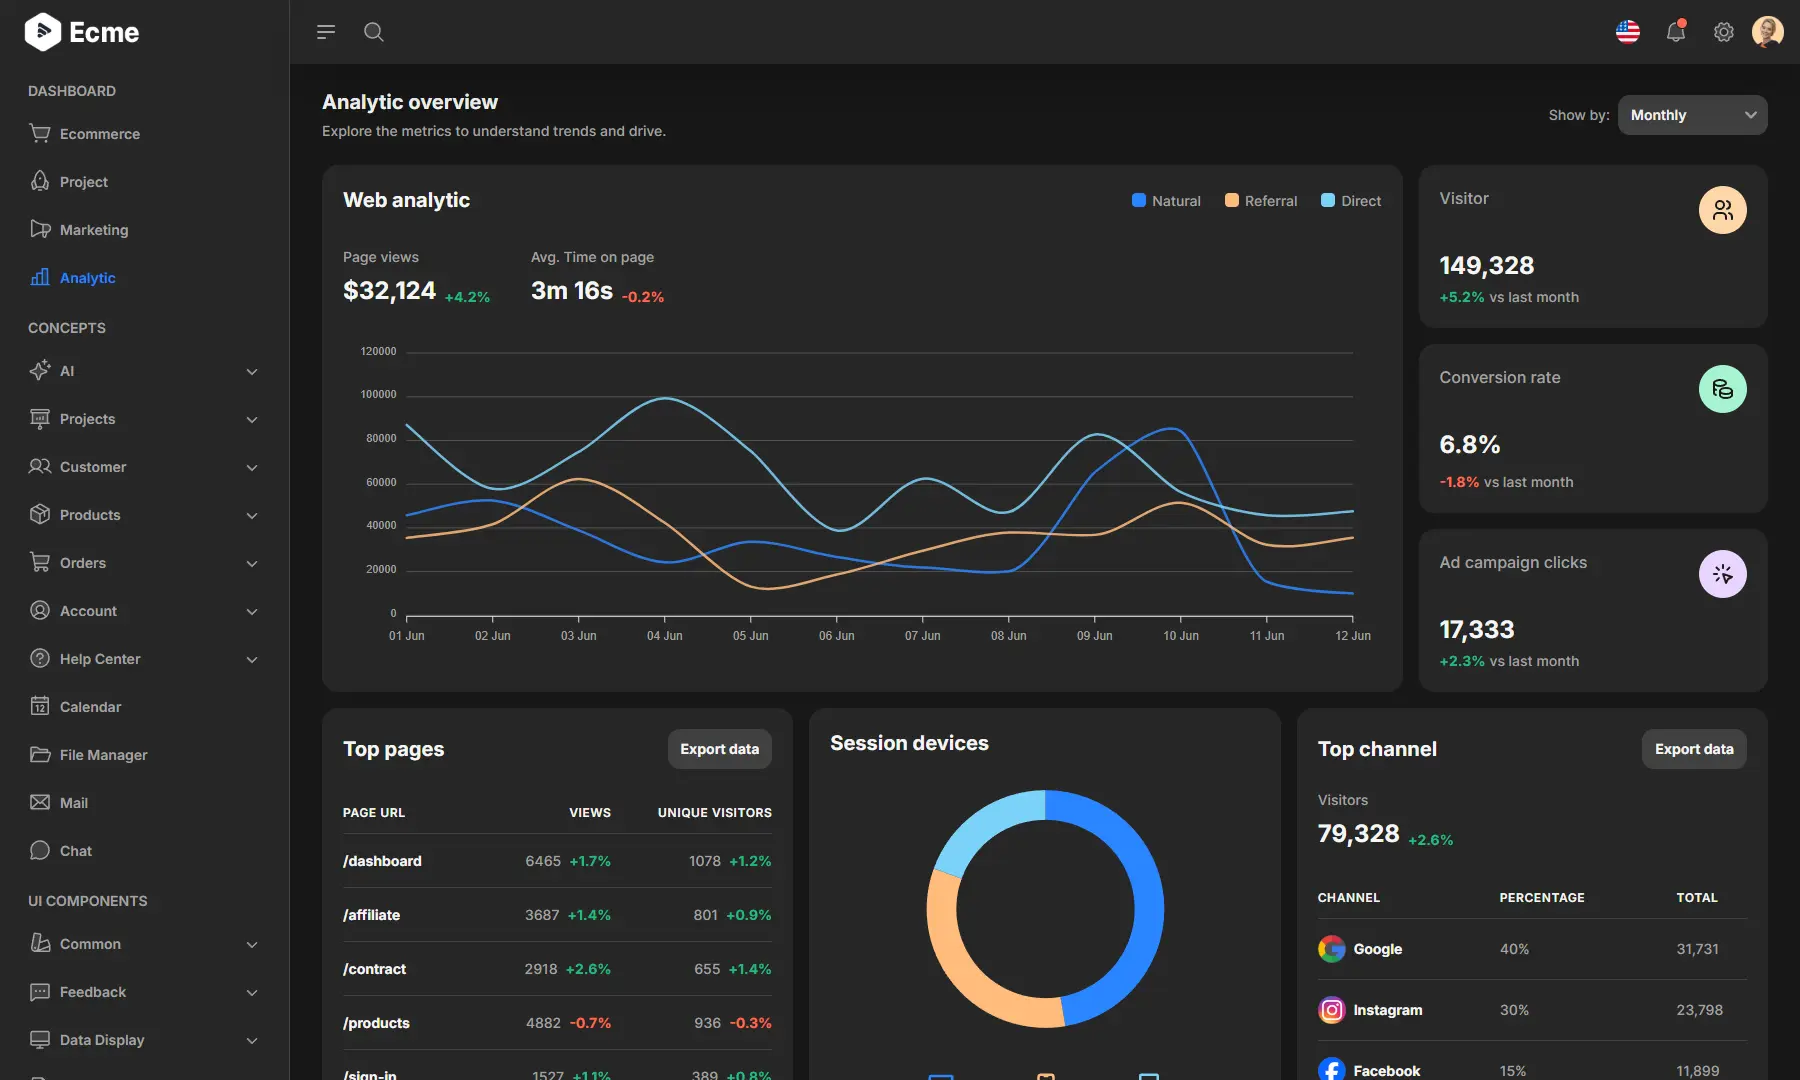 Ecme
DASHBOARD
Ecommerce
Project
Marketing
Analytic
CONCEPTS
AI
Projects
Customer
Products
Orders
Account
Help Center
12
Calendar
File Manager
Mail
Chat
UI COMPONENTS
Common
Feedback
Data Display
Analytic overview
Explore the metrics to understand trends and drive.
Show by: Monthly
Web analytic
Natural Referral Direct
Page views
$32,124 +4.2%
Avg. Time on page
3m 16s -0.2%
120000
100000
80000
60000
40000
20000
0
01 Jun 02 Jun 03 Jun 04 Jun 05 Jun 06 Jun 07 Jun 08 Jun 09 Jun 10 Jun 11 Jun 12 Jun
Visitor
149,328
+5.2% vs last month
Conversion rate
6.8%
-1.8% vs last month
Ad campaign clicks
17,333
+2.3% vs last month
Top pages
Export data
PAGE URL VIEWS UNIQUE VISITORS
/dashboard 6465 +1.7% 1078 +1.2%
/affiliate 3687 +1.4% 801 +0.9%
/contract 2918 +2.6% 655 +1.4%
/products 4882 -0.7% 936 -0.3%
/sign-in 1527 +1.1% 389 +0.8%
Session devices
Top channel
Export data
Visitors
79,328 +2.6%
CHANNEL PERCENTAGE TOTAL
Google 40% 31,731
Instagram 30% 23,798
Facebook 15% 11,899